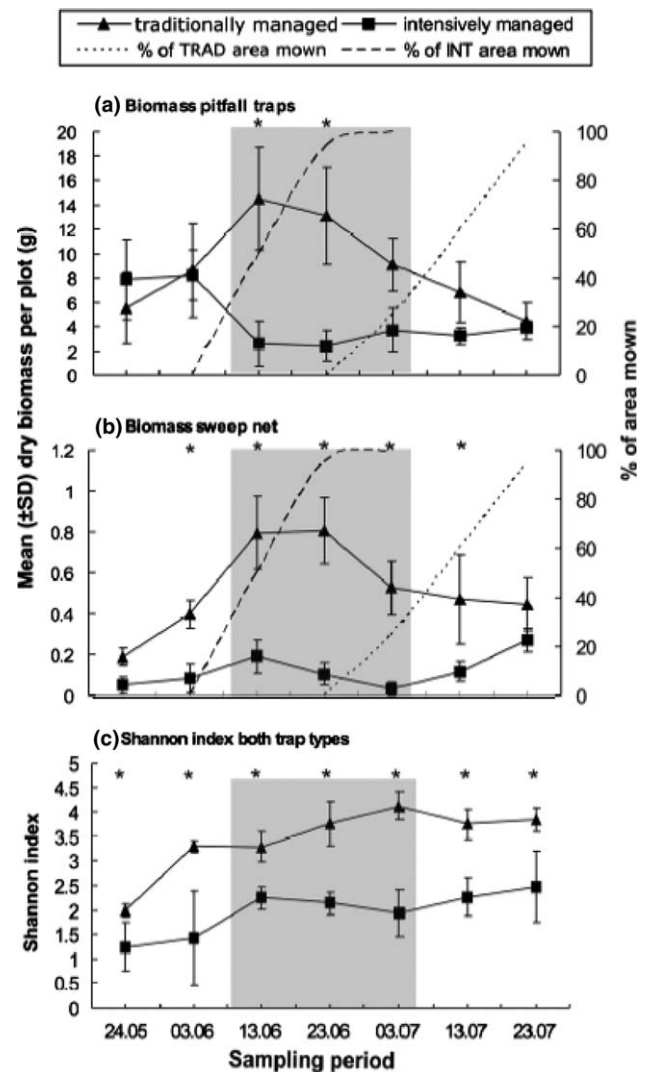 traditionally managed intensively managed
% of TRAD area mown % of INT area mown
(a) Biomass pitfall traps
* *
20 100
18
16 80
14
12 60
10
8 40
6
4 20
2
0 0
(b) Biomass sweep net
* * * * *
1.2 100
1 80
0.8 60
0.6
0.4 40
0.2 20
0 0
Mean (±SD) dry biomass per plot (g)
% of area mown
(c) Shannon index both trap types
* * * * * * *
5
4.5
4
3.5
3
2.5
2
1.5
1
0.5
0
Shannon index
24.05 03.06 13.06 23.06 03.07 13.07 23.07
Sampling period